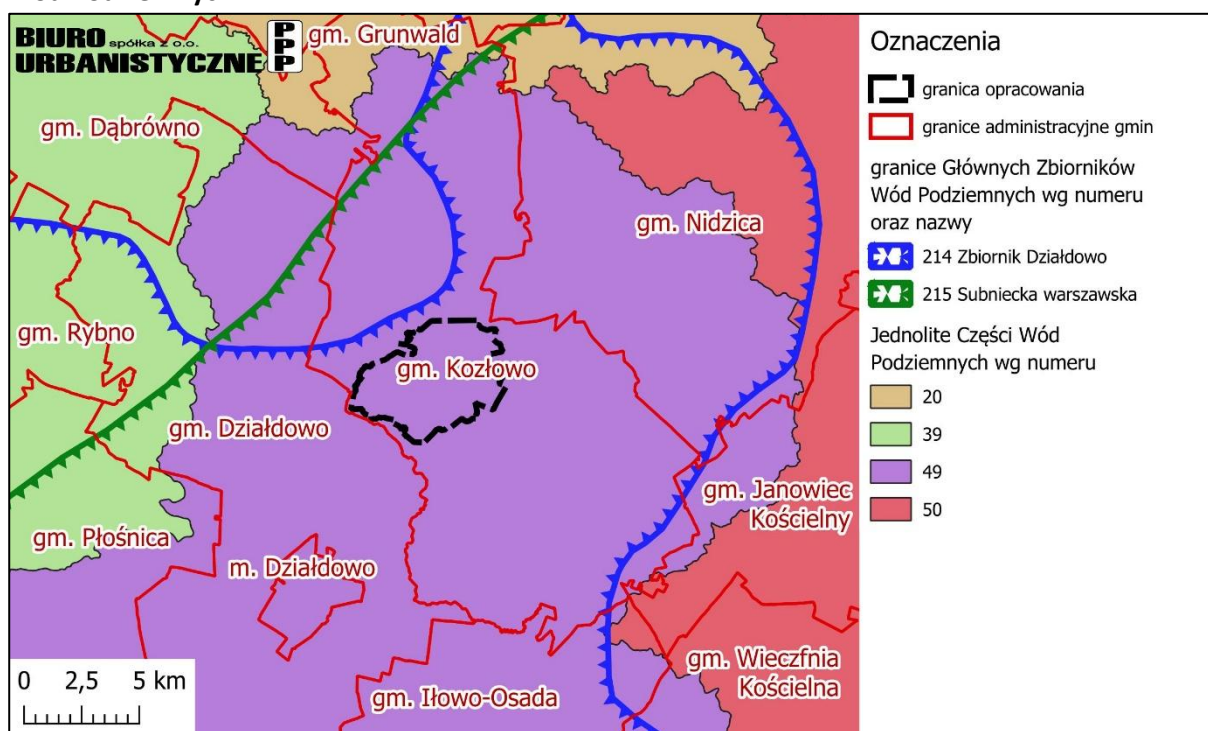 BIURO spółka z o.o.
URBANISTYCZNE
P
P
P
gm. Grunwald
gm. Dąbrówno
gm. Nidzica
gm. Rybno
gm. Kozłowo
gm. Działdowo
gm. Janowiec
Kościelny
gm. Płośnica
m. Działdowo
gm. Wieczfnia
Kościelna
gm. Iłowo-Osada
0 2,5 5 km
Oznaczenia
granica opracowania
granice administracyjne gmin
granice Głównych Zbiorników
Wód Podziemnych wg numeru
oraz nazwy
214 Zbiornik Działdowo
215 Subniecka warszawska
Jednolite Części Wód
Podziemnych wg numeru
20
39
49
50